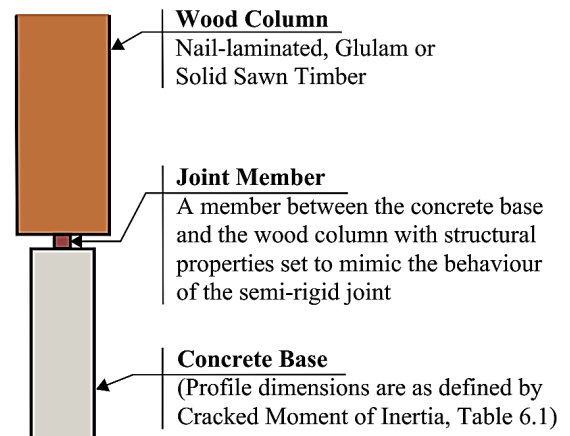 Wood Column
Nail-laminated, Glulam or
Solid Sawn Timber
Joint Member
A member between the concrete base
and the wood column with structural
properties set to mimic the behaviour
of the semi-rigid joint
Concrete Base
(Profile dimensions are as defined by
Cracked Moment of Inertia, Table 6.1)